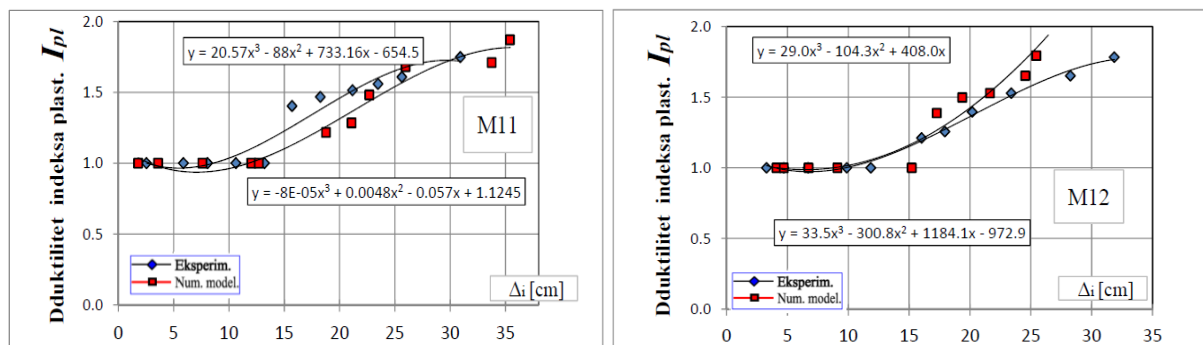 Dduktilitet indeksa plast. Ipl
2.0
1.5
1.0
0.5
0.0
y = 20.57x³ - 88x² + 733.16x - 654.5
M11
y = -8E-05x³ + 0.0048x² - 0.057x + 1.1245
Eksperim.
Num. model.
Δi [cm]
0 5 10 15 20 25 30 35
Dduktilitet indeksa plast. Ipl
2.0
1.5
1.0
0.5
0.0
y = 29.0x³ - 104.3x² + 408.0x
M12
y = 33.5x³ - 300.8x² + 1184.1x - 972.9
Eksperim.
Num. model.
Δi [cm]
0 5 10 15 20 25 30 35